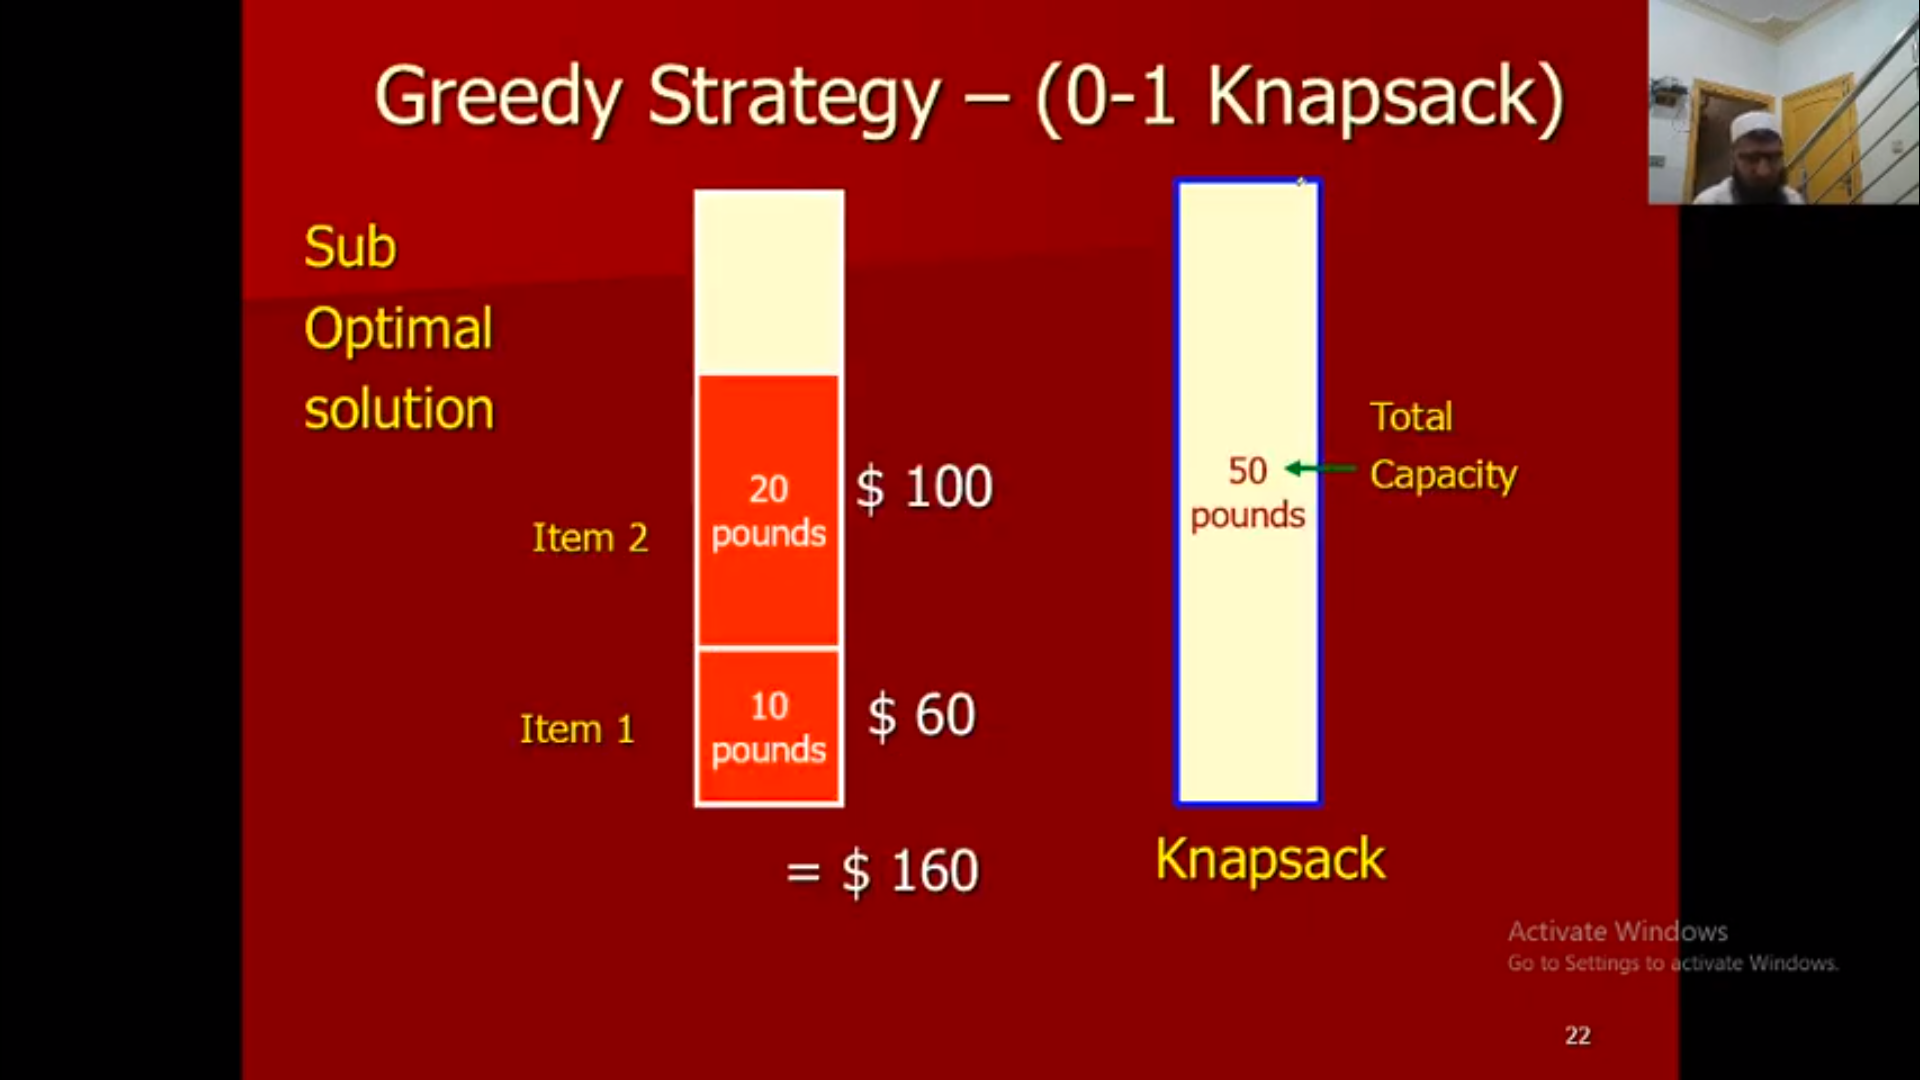 Greedy Strategy – (0-1 Knapsack)
Sub
Optimal
solution
Item 2
20
pounds
$ 100
Item 1
10
pounds
$ 60
= $ 160
50
pounds
Total
Capacity
Knapsack
Activate Windows
Go to Settings to activate Windows.
22